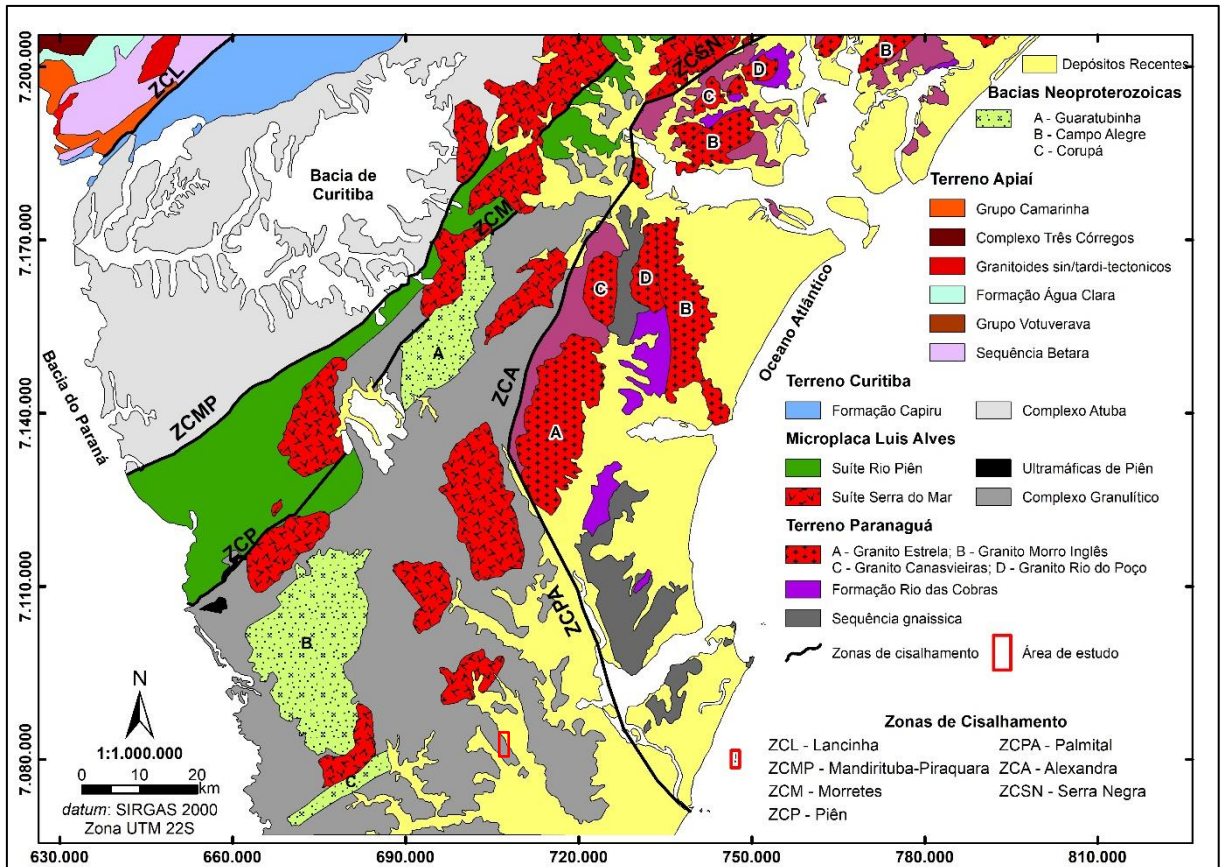 7.200.000
7.170.000
7.140.000
7.110.000
7.080.000
630.000
660.000
690.000
720.000
750.000
780.000
810.000
ZCL
ZCSN
ZCM
ZCMP
ZCA
ZCP
ZCPA
Bacia de
Curitiba
Bacia do Paraná
Oceano Atlântico
A
B
C
A
B
C
D
B
C
D
B
N
1:1.000.000
0 10 20
km
datum: SIRGAS 2000
Zona UTM 22S
Depósitos Recentes
Bacias Neoproterozoicas
A - Guaratubinha
B - Campo Alegre
C - Corupá
Terreno Apiaí
Grupo Camarinha
Complexo Três Córregos
Granitoides sin/tardi-tectonicos
Formação Água Clara
Grupo Votuverava
Sequência Betara
Terreno Curitiba
Formação Capiru
Complexo Atuba
Microplaca Luis Alves
Suíte Rio Piên
Ultramáficas de Piên
Suíte Serra do Mar
Complexo Granulítico
Terreno Paranaguá
A - Granito Estrela; B - Granito Morro Inglês
C - Granito Canasvieiras; D - Granito Rio do Poço
Formação Rio das Cobras
Sequência gnaissica
Zonas de cisalhamento
Área de estudo
Zonas de Cisalhamento
ZCL - Lancinha
ZCMP - Mandirituba-Piraquara
ZCM - Morretes
ZCP - Piên
ZCPA - Palmital
ZCA - Alexandra
ZCSN - Serra Negra